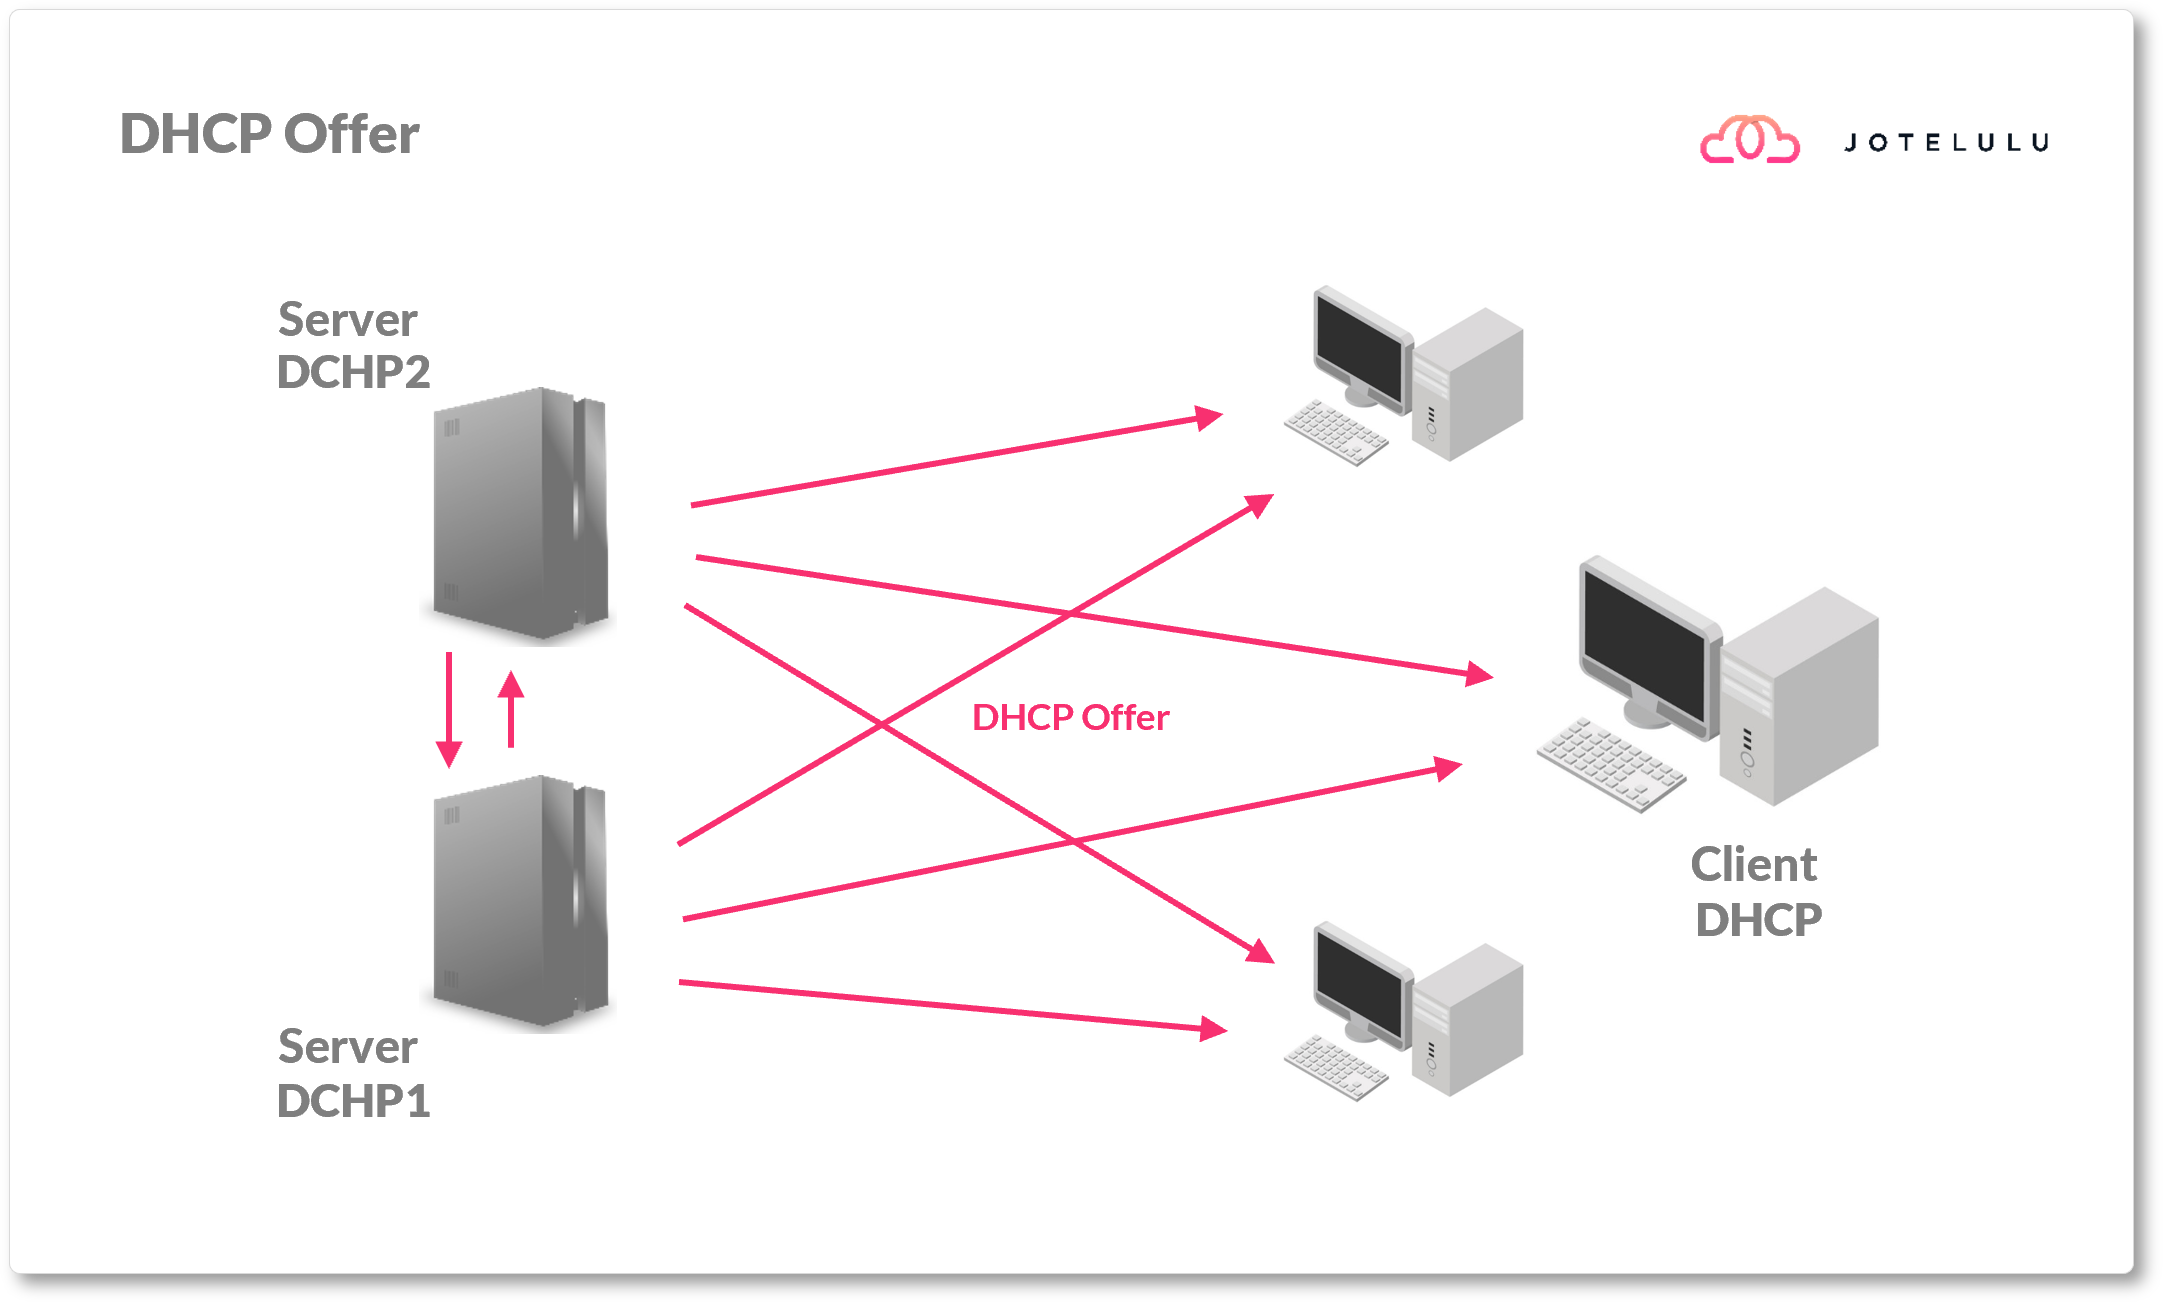 DHCP Offer
JOTELULU
Server
DCHP2
DHCP Offer
Client
DHCP
Server
DCHP1